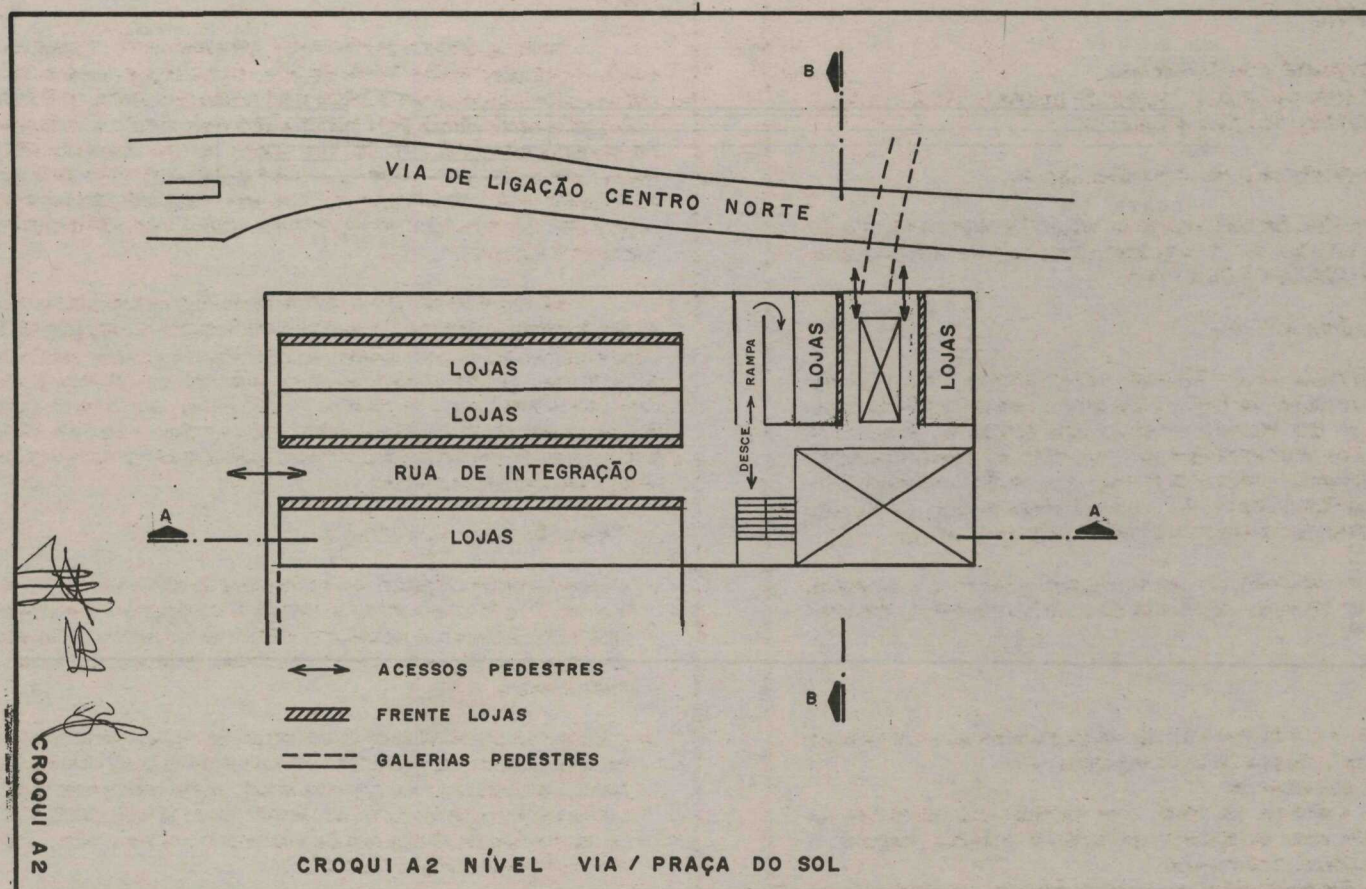 B
VIA DE LIGAÇÃO CENTRO NORTE
LOJAS
LOJAS
RUA DE INTEGRAÇÃO
LOJAS
DESCE
RAMPA
LOJAS
LOJAS
A
A
B
ACESSOS PEDESTRES
FRENTE LOJAS
GALERIAS PEDESTRES
CROQUI A2
CROQUI A2 NÍVEL VIA / PRAÇA DO SOL